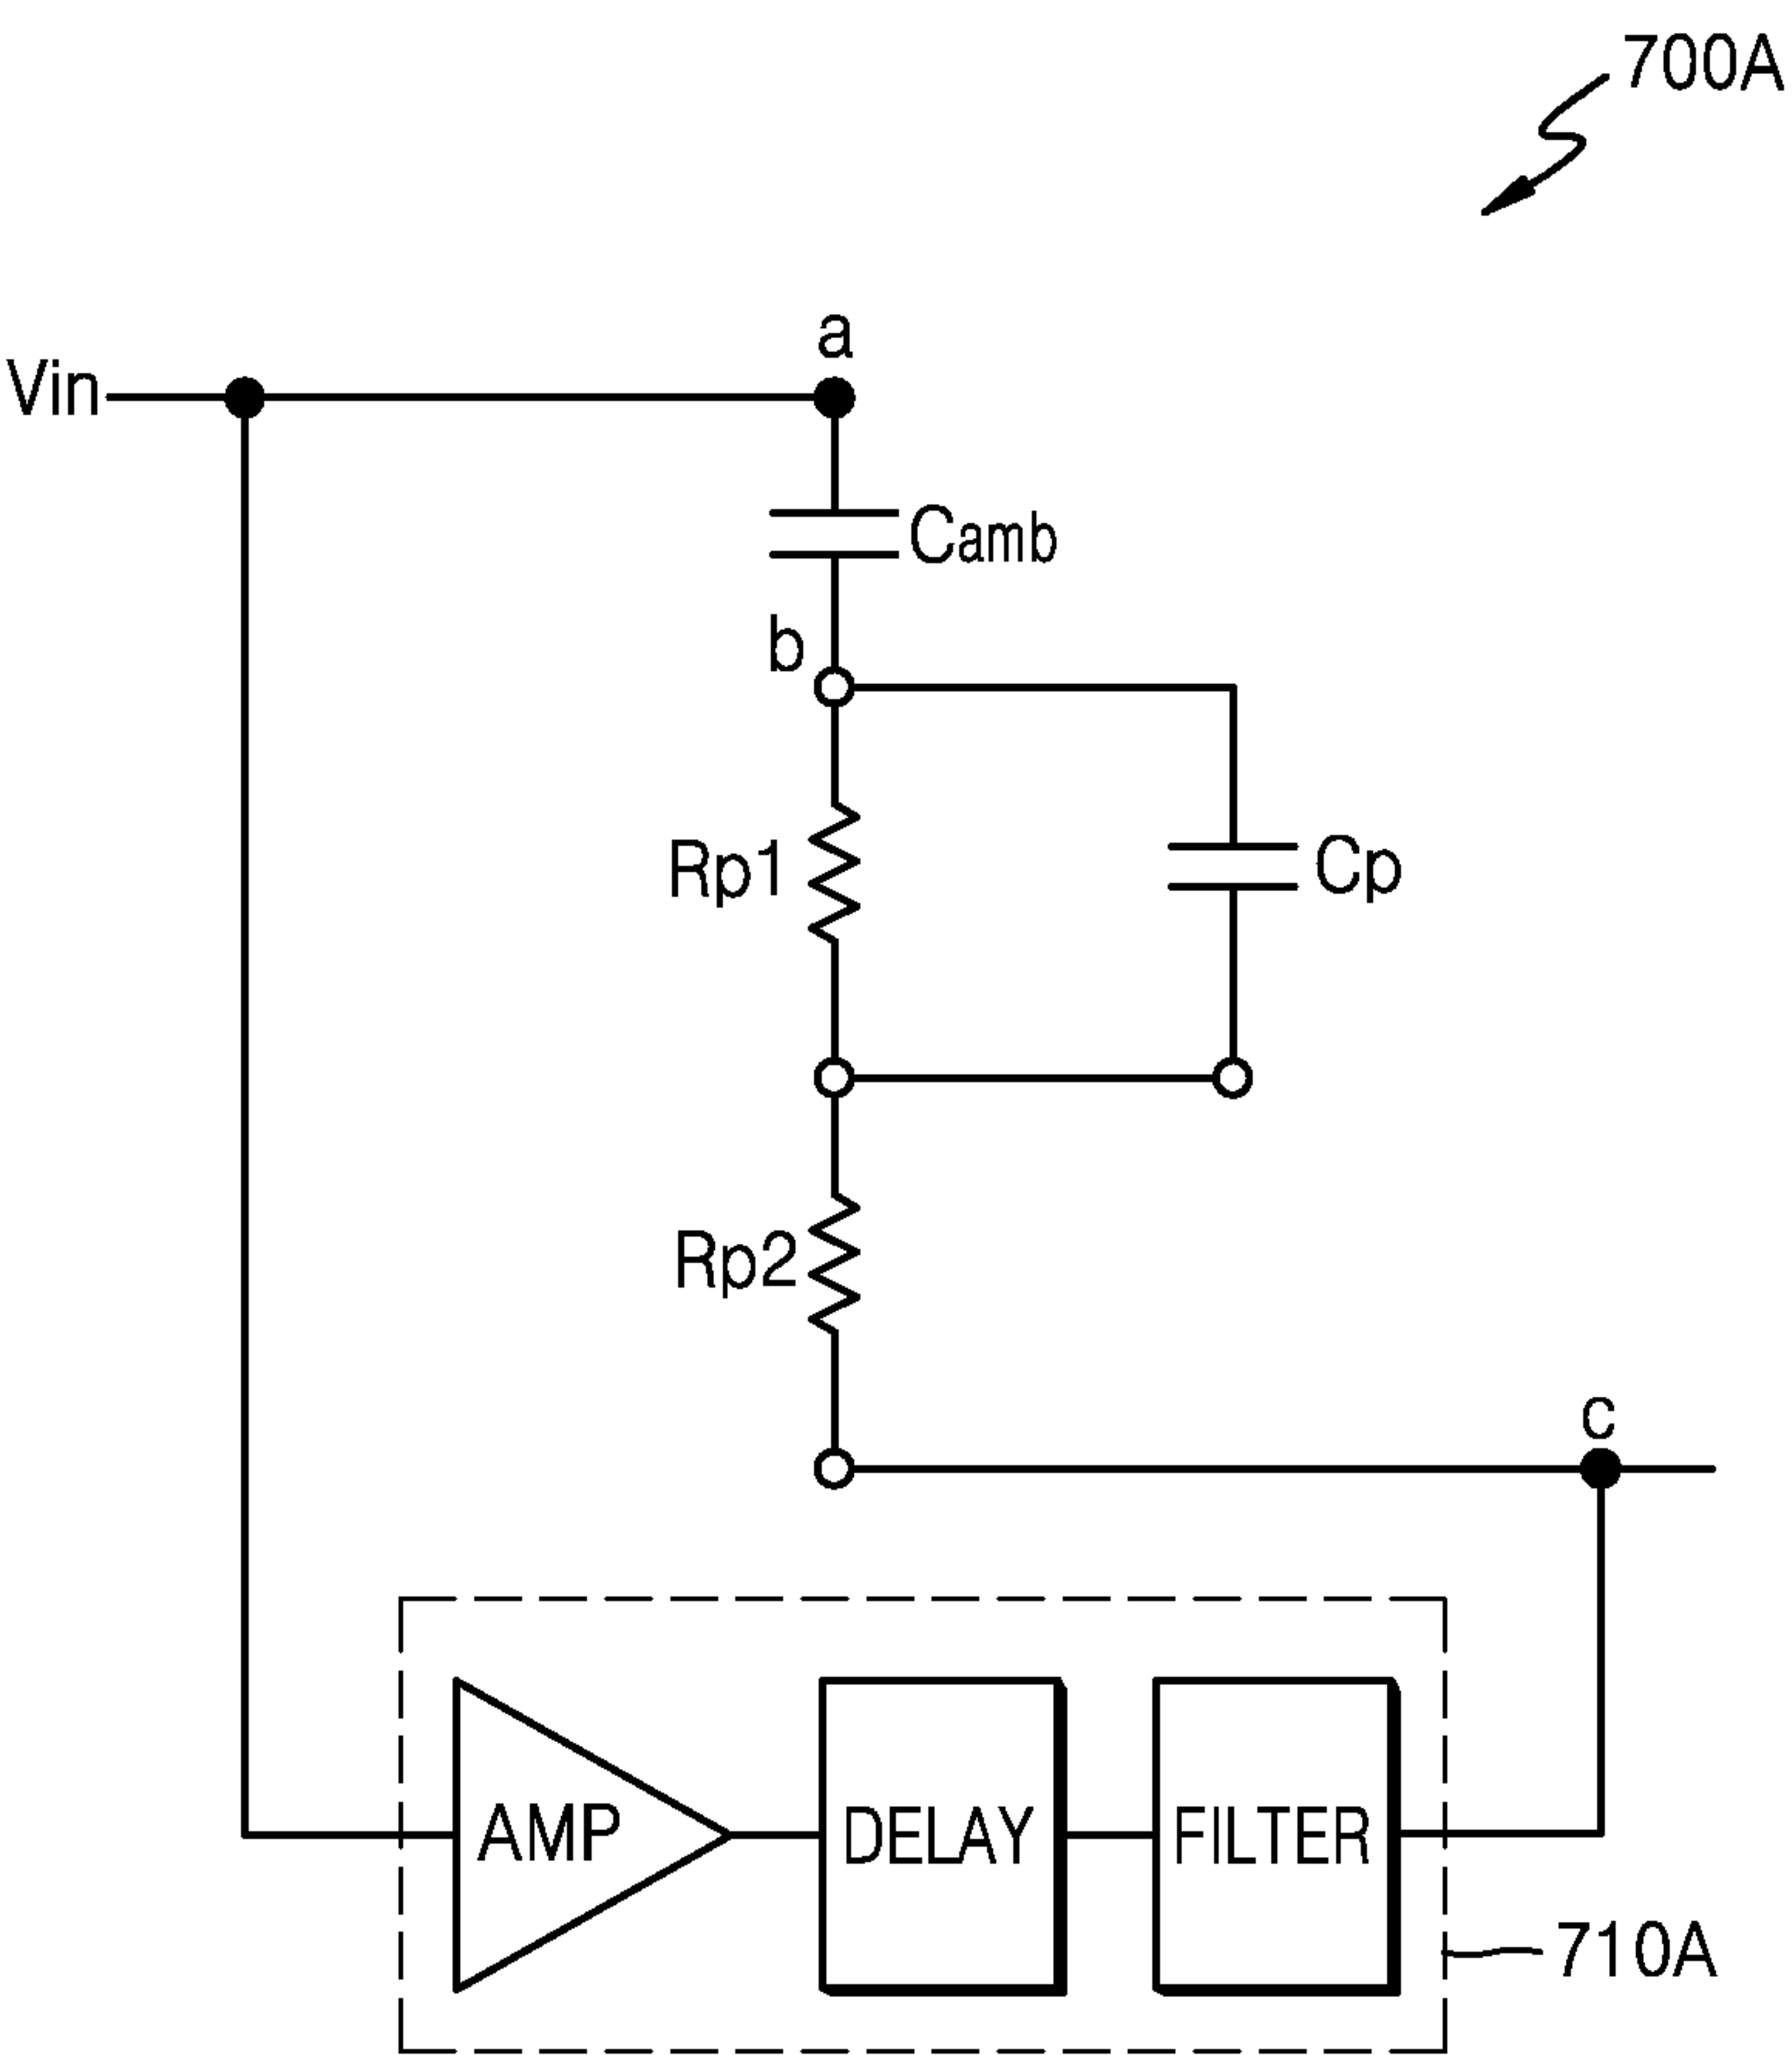 700A
a
Vin
Camb
b
Rp1
Cp
Rp2
c
AMP
DELAY
FILTER
710A